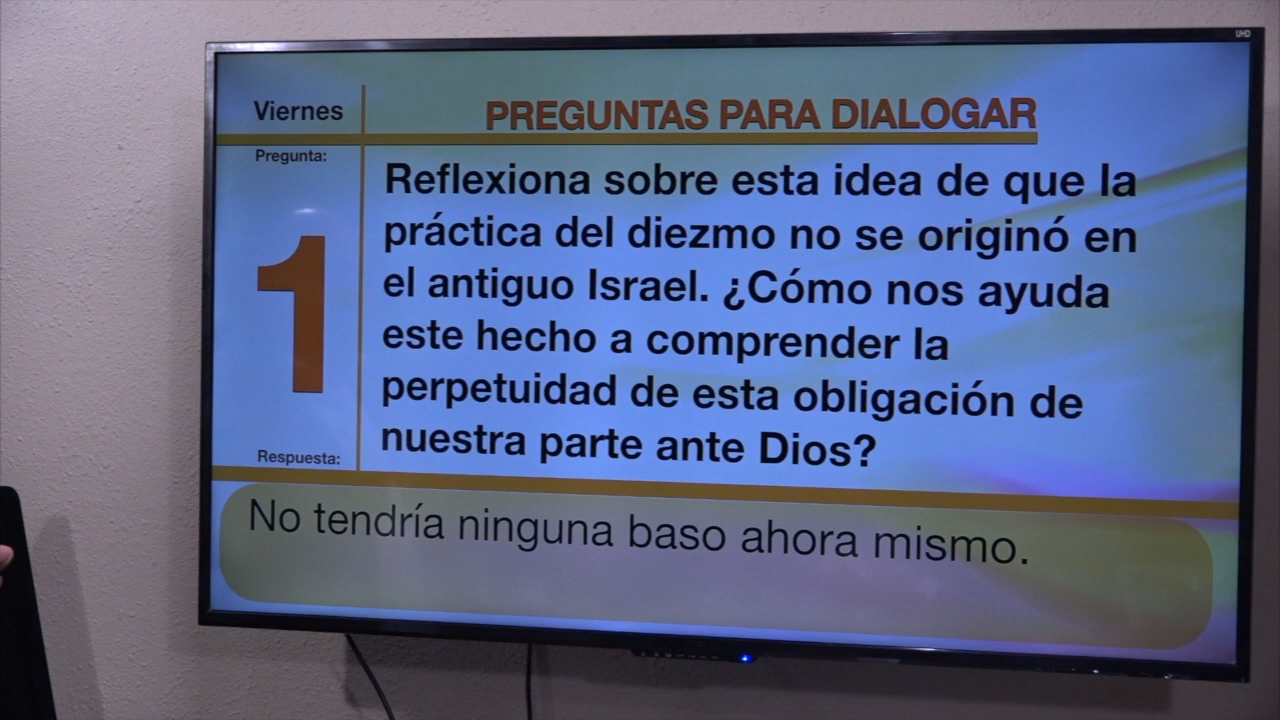 UHD
Viernes
PREGUNTAS PARA DIALOGAR
Pregunta:
1
Reflexiona sobre esta idea de que la
práctica del diezmo no se originó en
el antiguo Israel. ¿Cómo nos ayuda
este hecho a comprender la
perpetuidad de esta obligación de
nuestra parte ante Dios?
Respuesta:
No tendría ninguna baso ahora mismo.